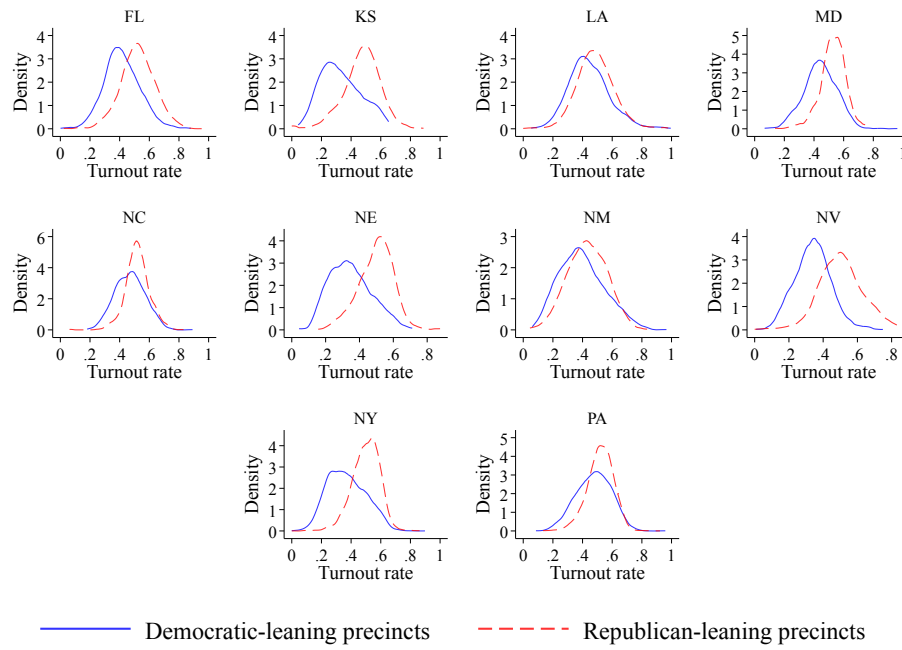 FL
KS
LA
MD
Density
4
3
2
1
0
0 .2 .4 .6 .8 1
Turnout rate
Density
4
3
2
1
0
0 .2 .4 .6 .8 1
Turnout rate
Density
4
3
2
1
0
0 .2 .4 .6 .8 1
Turnout rate
Density
5
4
3
2
1
0
0 .2 .4 .6 .8 1
Turnout rate
NC
NE
NM
NV
Density
6
4
2
0
0 .2 .4 .6 .8 1
Turnout rate
Density
4
3
2
1
0
0 .2 .4 .6 .8
Turnout rate
Density
3
2
1
0
0 .2 .4 .6 .8 1
Turnout rate
Density
4
3
2
1
0
0 .2 .4 .6 .8
Turnout rate
NY
PA
Density
4
3
2
1
0
0 .2 .4 .6 .8 1
Turnout rate
Density
5
4
3
2
1
0
0 .2 .4 .6 .8 1
Turnout rate
Democratic-leaning precincts
Republican-leaning precincts